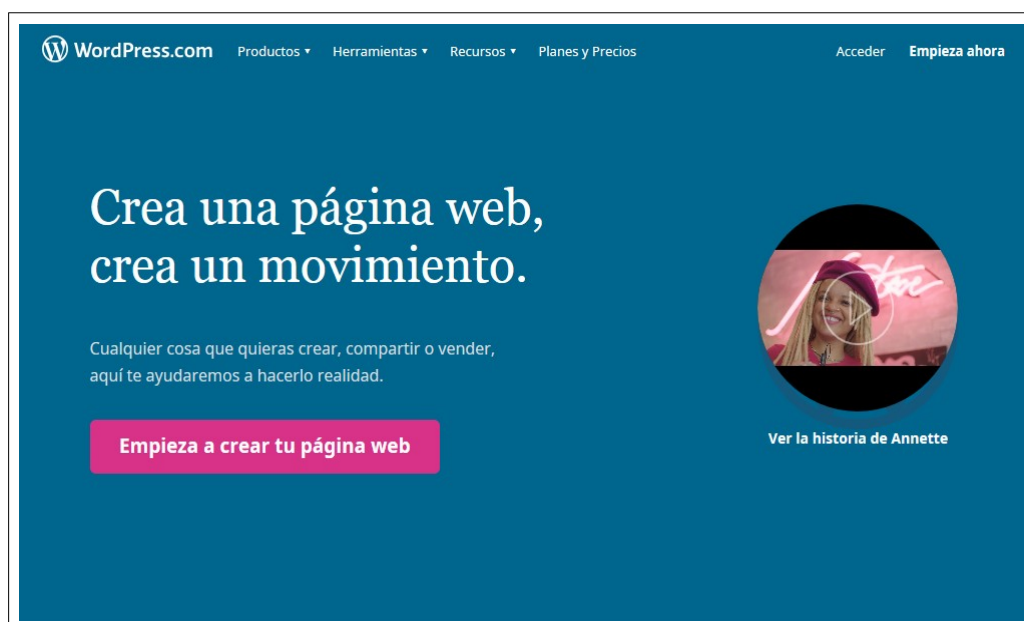 WordPress.com Productos ▾ Herramientas ▾ Recursos ▾ Planes y Precios Acceder Empieza ahora
Crea una página web,
crea un movimiento.
Cualquier cosa que quieras crear, compartir o vender,
aquí te ayudaremos a hacerlo realidad.
Empieza a crear tu página web
Ver la historia de Annette